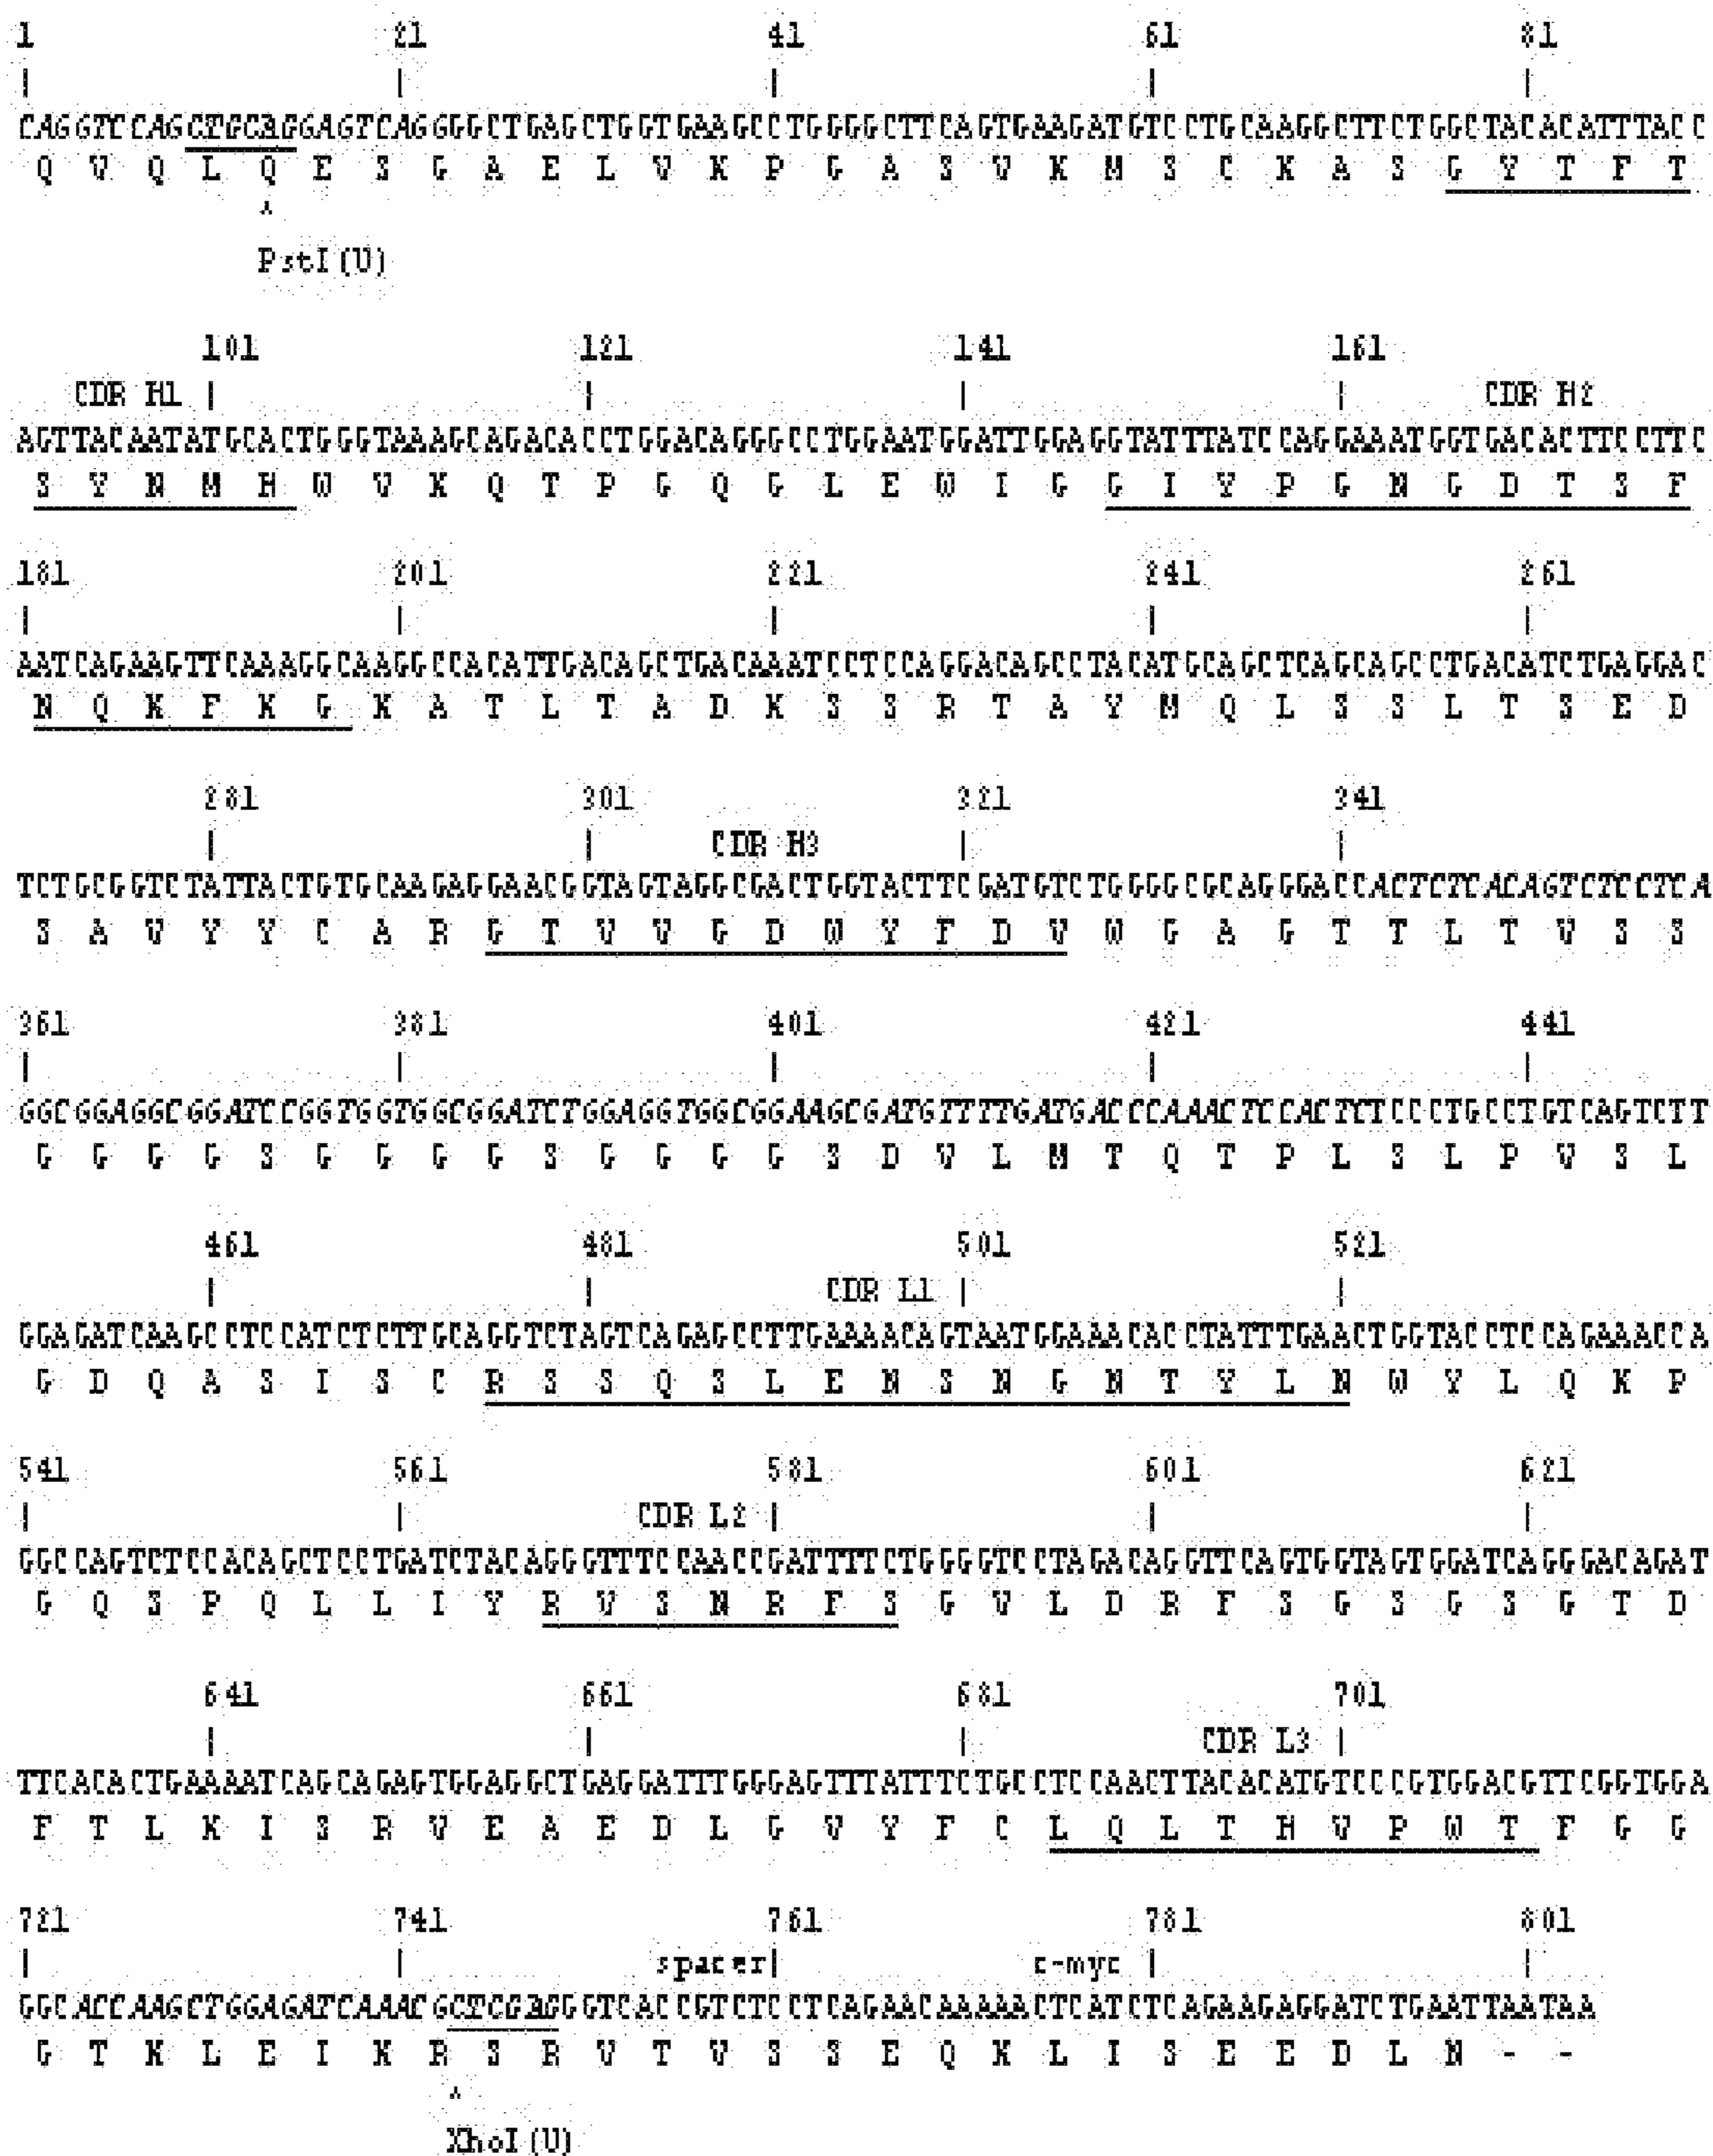 1 21 41 61 81
| | | | |
CAGGTCCAGCTGCAGGAGTCAGGGGCTGAGCTGGTGAAGCCTGGGGCTTCAGTGAAGATGTCCTGCAAGGCTTCTGGCTACACATTTACC
Q V Q L Q E S G A E L V K P G A S V K M S C K A S G Y T F T
^
PstI(U)
101 121 141 161
CDR H1 | | | | CDR H2
AGTTACAATATGCACTGGGTAAAGCAGACACCTGGACAGGGCCTGGAATGGATTGGAGGTATTTATCCAGGAAATGGTGACACTTCCTTC
S Y N M H W V K Q T P G Q G L E W I G G I Y P G N G D T S F
181 201 221 241 261
| | | | |
AATCAGAAGTTCAAAGGCAAGGCCACATTGACAGCTGACAAATCCTCCAGGACAGCCTACATGCAGCTCAGCAGCCTGACATCTGAGGAC
N Q K F K G K A T L T A D K S S R T A Y M Q L S S L T S E D
281 301 321 341
| | CDR H3 | |
TCTGCGGTCTATTACTGTGCAAGAGGAACGGTAGTAGGCGACTGGTACTTCGATGTCTGGGGCGCAGGGACCACTCTCACAGTCTCCTCA
S A V Y Y C A R G T V V G D W Y F D V W G A G T T L T V S S
361 381 401 421 441
| | | | |
GGCGGAGGCGGATCCGGTGGTGGCGGATCTGGAGGTGGCGGAAGCGATGTTTTGATGACCCAAACTCCACTCTCCCTGCCTGTCAGTCTT
G G G G S G G G G S G G G G S D V L M T Q T P L S L P V S L
461 481 501 521
| | CDR L1 | |
GGAGATCAAGCCTCCATCTCTTGCAGGTCTAGTCAGAGCCTTGAAAACAGTAATGGAAACACCTATTTGAACTGGTACCTCCAGAAACCA
G D Q A S I S C R S S Q S L E N S N G N T Y L N W Y L Q K P
541 561 581 601 621
| | CDR L2 | | |
GGCCAGTCTCCACAGCTCCTGATCTACAGGGTTTCCAACCGATTTTCTGGGGTCCTAGACAGGTTCAGTGGTAGTGGATCAGGGACAGAT
G Q S P Q L L I Y R V S N R F S G V L D R F S G S G S G T D
641 661 681 701
| | | CDR L3 |
TTCACACTGAAAATCAGCAGAGTGGAGGCTGAGGATTTGGGAGTTTATTTCTGCCTCCAACTTACACATGTCCCGTGGACGTTCGGTGGA
F T L K I S R V E A E D L G V Y F C L Q L T H V P W T F G G
721 741 761 781 801
| | spacer| c-myc | |
GGCACCAAGCTGGAGATCAAACGCTCGAGGGTCACCGTCTCCTCAGAACAAAAACTCATCTCAGAAGAGGATCTGAATTAATAA
G T K L E I K R S R V T V S S E Q K L I S E E D L N - -
^
XhoI(U)